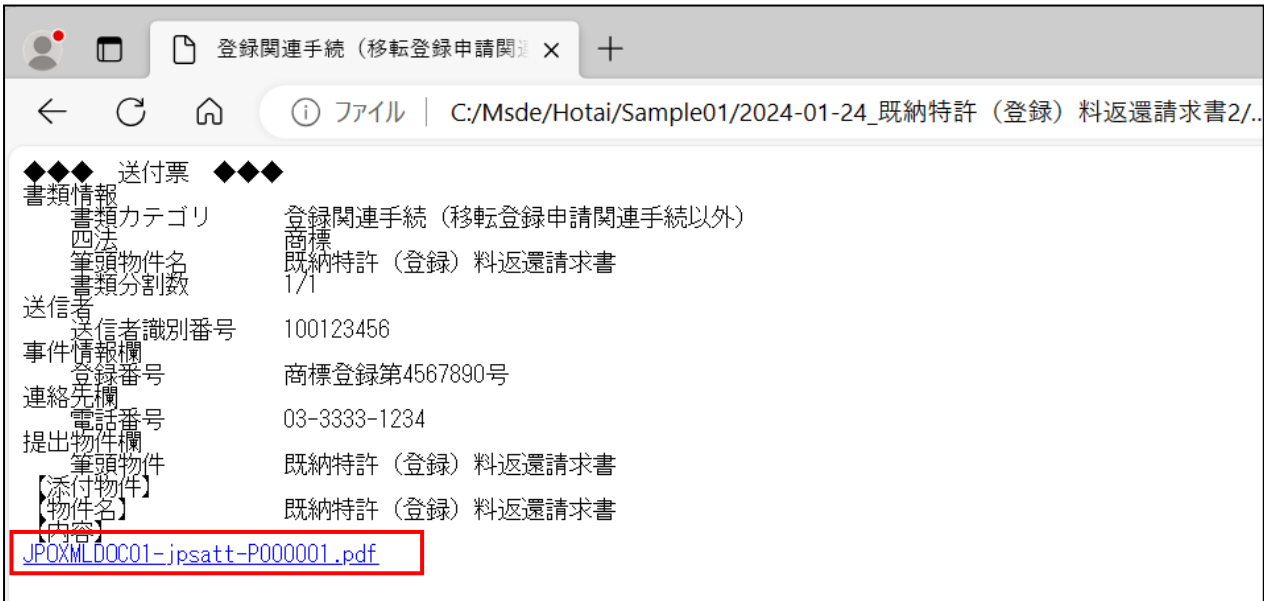 登録関連手続（移転登録申請関連
ファイル C:/Msde/Hotai/Sample01/2024-01-24_既納特許（登録）料返還請求書2/..
◆◆◆ 送付票 ◆◆◆
書類情報
書類カテゴリ 登録関連手続（移転登録申請関連手続以外）
四法 商標
筆頭物件名 既納特許（登録）料返還請求書
書類分割数 1/1
送信者
送信者識別番号 100123456
事件情報欄
登録番号 商標登録第4567890号
連絡先欄
電話番号 03-3333-1234
提出物件欄
筆頭物件 既納特許（登録）料返還請求書
【添付物件】
【物件名】 既納特許（登録）料返還請求書
【内容】
JPOXMLDOC01-jpsatt-P000001.pdf